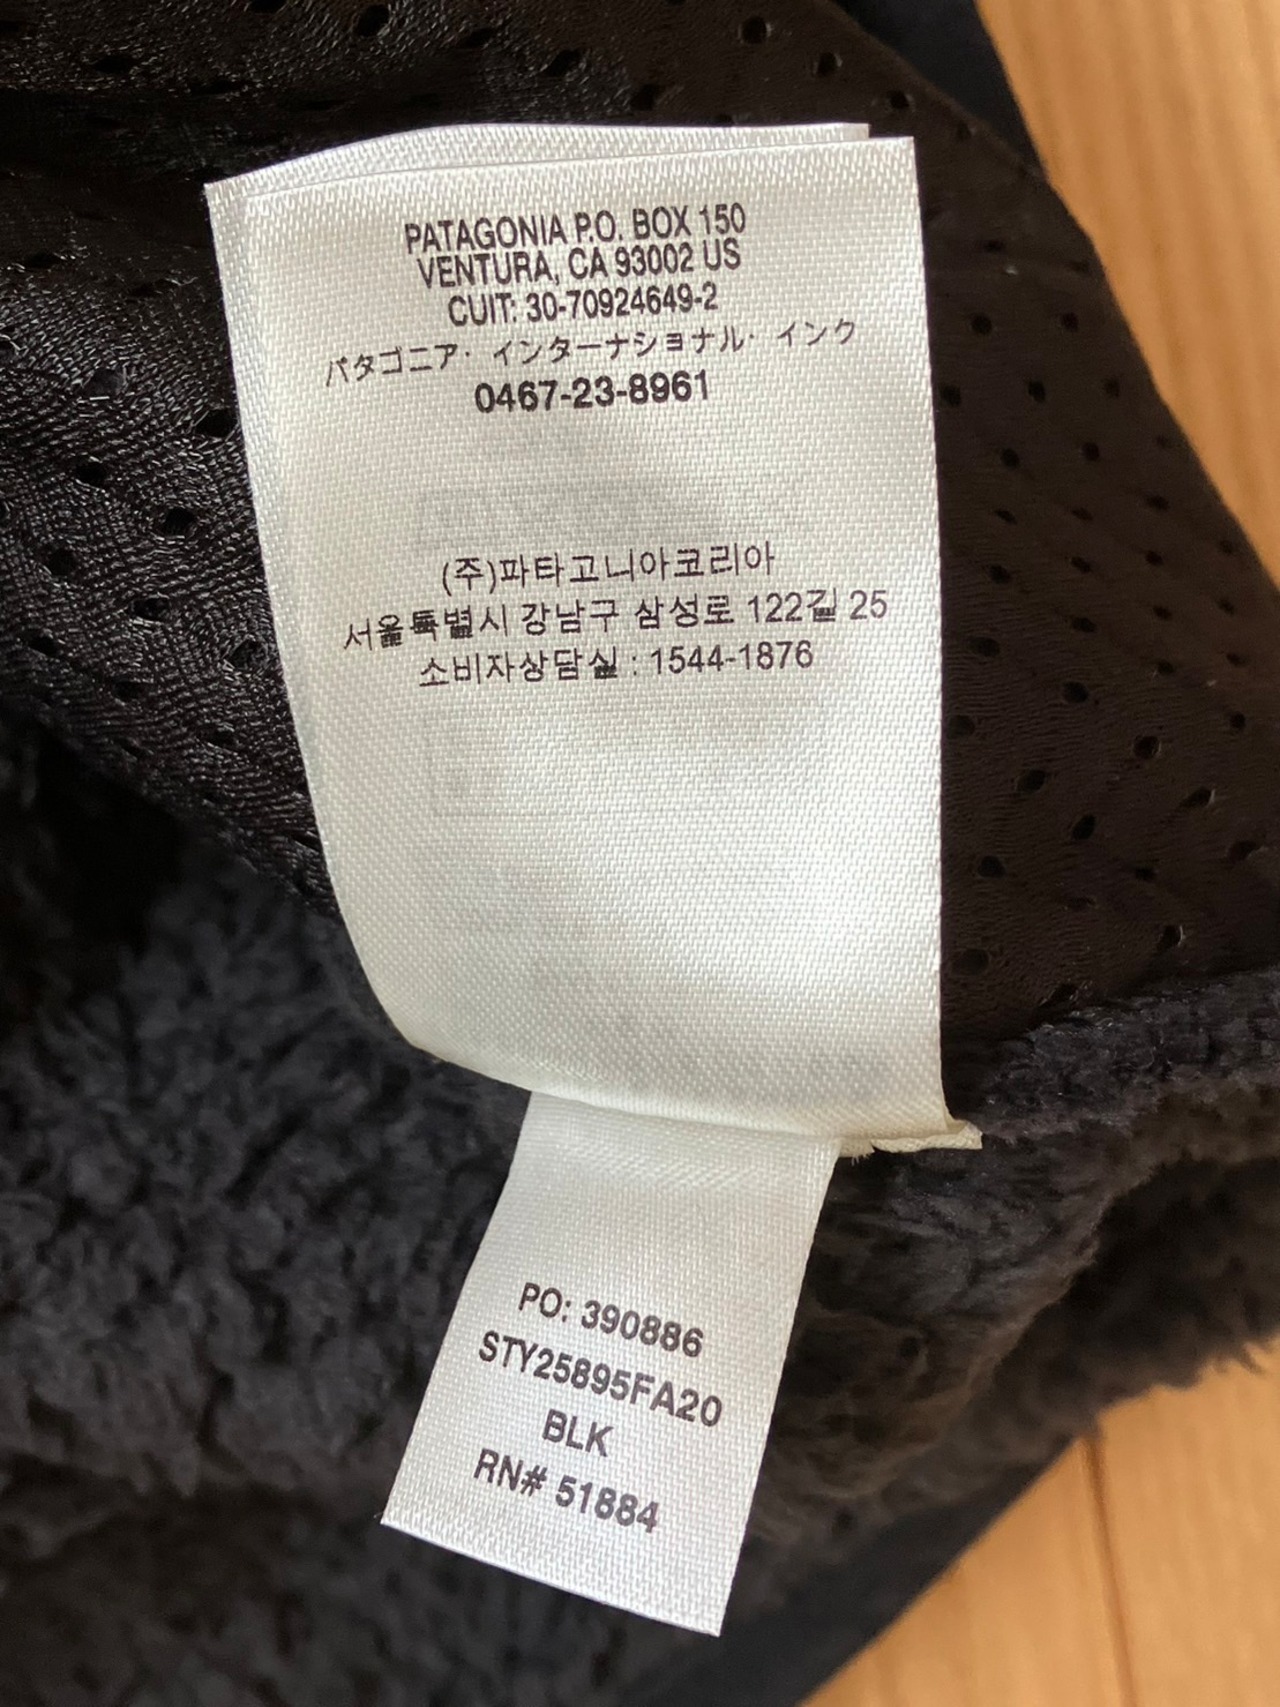 PATAGONIA P.O. BOX 150
VENTURA, CA 93002 US
CUIT: 30-70924649-2
パタゴニア・インターナショナル・インク
0467-23-8961
(주)파타고니아코리아
서울특별시 강남구 삼성로 122길 25
소비자상담실 : 1544-1876
PO: 390886
STY25895FA20
BLK
RN# 51884